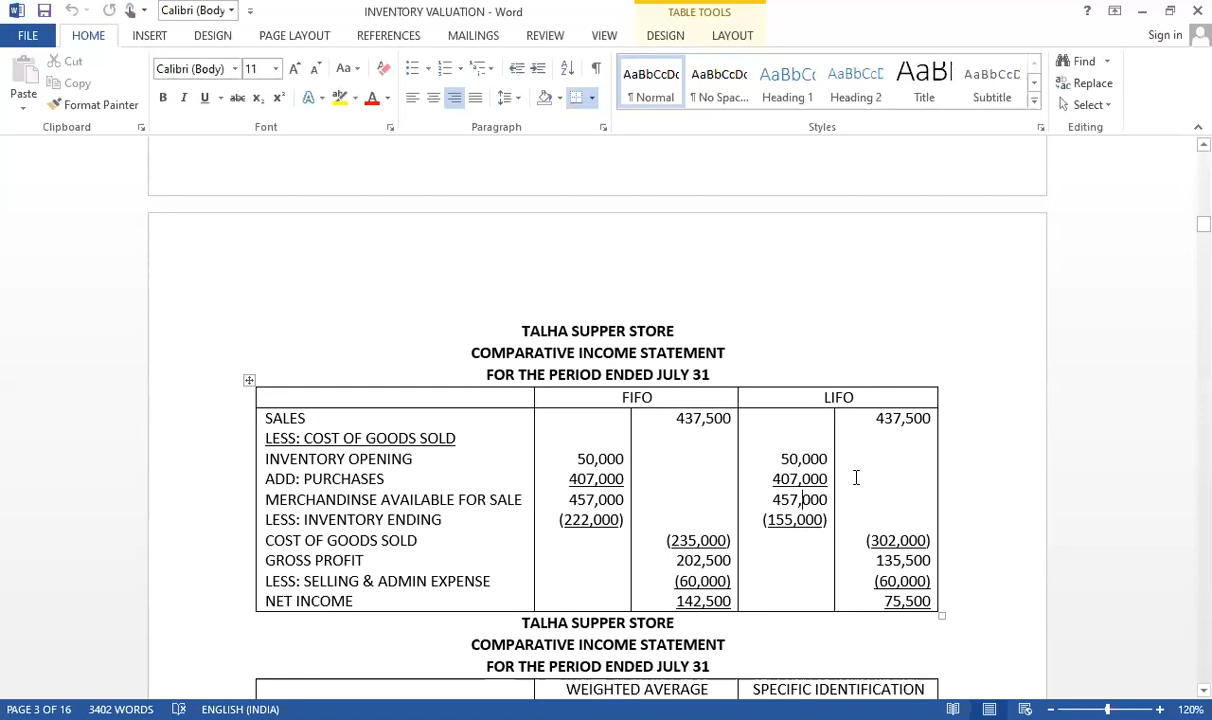 Calibri (Body
INVENTORY VALUATION - Word
TABLE TOOLS
?
FILE
HOME
INSERT
DESIGN
PAGE LAYOUT
REFERENCES
MAILINGS
REVIEW
VIEW
DESIGN
LAYOUT
Sign in
Paste
Cut
Copy
Format Painter
Calibri (Body)
11
Aa
B I U abc x₂ x²
A
AaBbCcDc
¶ Normal
AaBbCcDc
¶ No Spac...
AaBbCc
Heading 1
AaBbCcD
Heading 2
AaBl
Title
AaBbCcD
Subtitle
Find
Replace
Select
Clipboard
Font
Paragraph
Styles
Editing
TALHA SUPPER STORE
COMPARATIVE INCOME STATEMENT
FOR THE PERIOD ENDED JULY 31
FIFO LIFO
SALES 437,500 437,500
LESS: COST OF GOODS SOLD
INVENTORY OPENING 50,000 50,000
ADD: PURCHASES 407,000 407,000
MERCHANDINSE AVAILABLE FOR SALE 457,000 457,000
LESS: INVENTORY ENDING (222,000) (155,000)
COST OF GOODS SOLD (235,000) (302,000)
GROSS PROFIT 202,500 135,500
LESS: SELLING & ADMIN EXPENSE (60,000) (60,000)
NET INCOME 142,500 75,500
TALHA SUPPER STORE
COMPARATIVE INCOME STATEMENT
FOR THE PERIOD ENDED JULY 31
WEIGHTED AVERAGE SPECIFIC IDENTIFICATION
PAGE 3 OF 16 3402 WORDS ENGLISH (INDIA) 120%